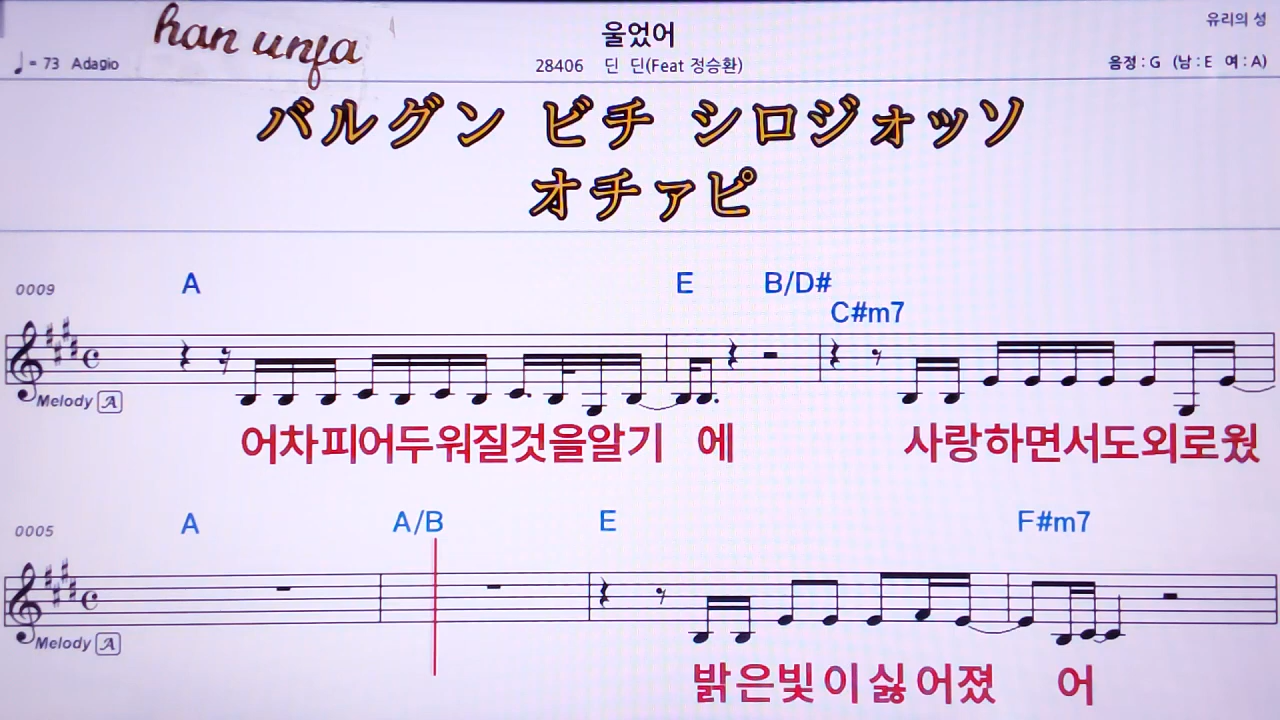 han unfa
울었어
유리의 성
♩= 73 Adagio
28406 딘 딘(Feat 정승환)
음정 : G (남 : E 여 : A)
バルグン ビチ シロジォッソ
オチァピ
0009
A E B/D# C#m7
Melody A
어차피어두워질것을알기 에 사랑하면서도외로웠
0005
A A/B E F#m7
Melody A
밝은빛이싫어졌 어